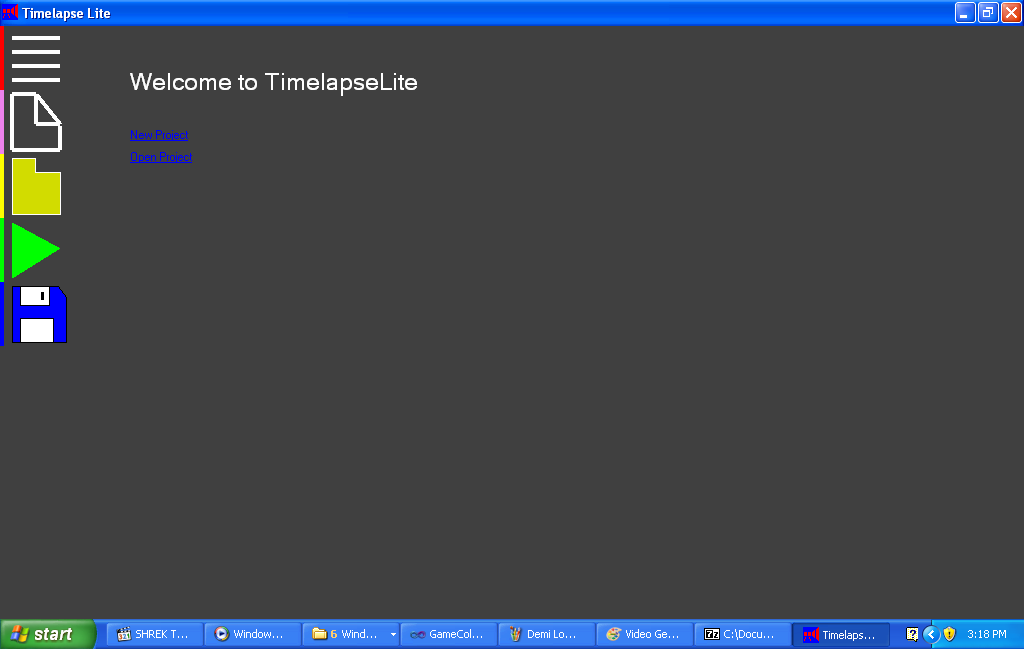 Timelapse Lite
Welcome to TimelapseLite
New Project
Open Project
start
SHREK T...
Window...
6 Wind...
GameCol...
Demi Lo...
Video Ge...
7z
C:\Docu...
Timelaps...
3:18 PM